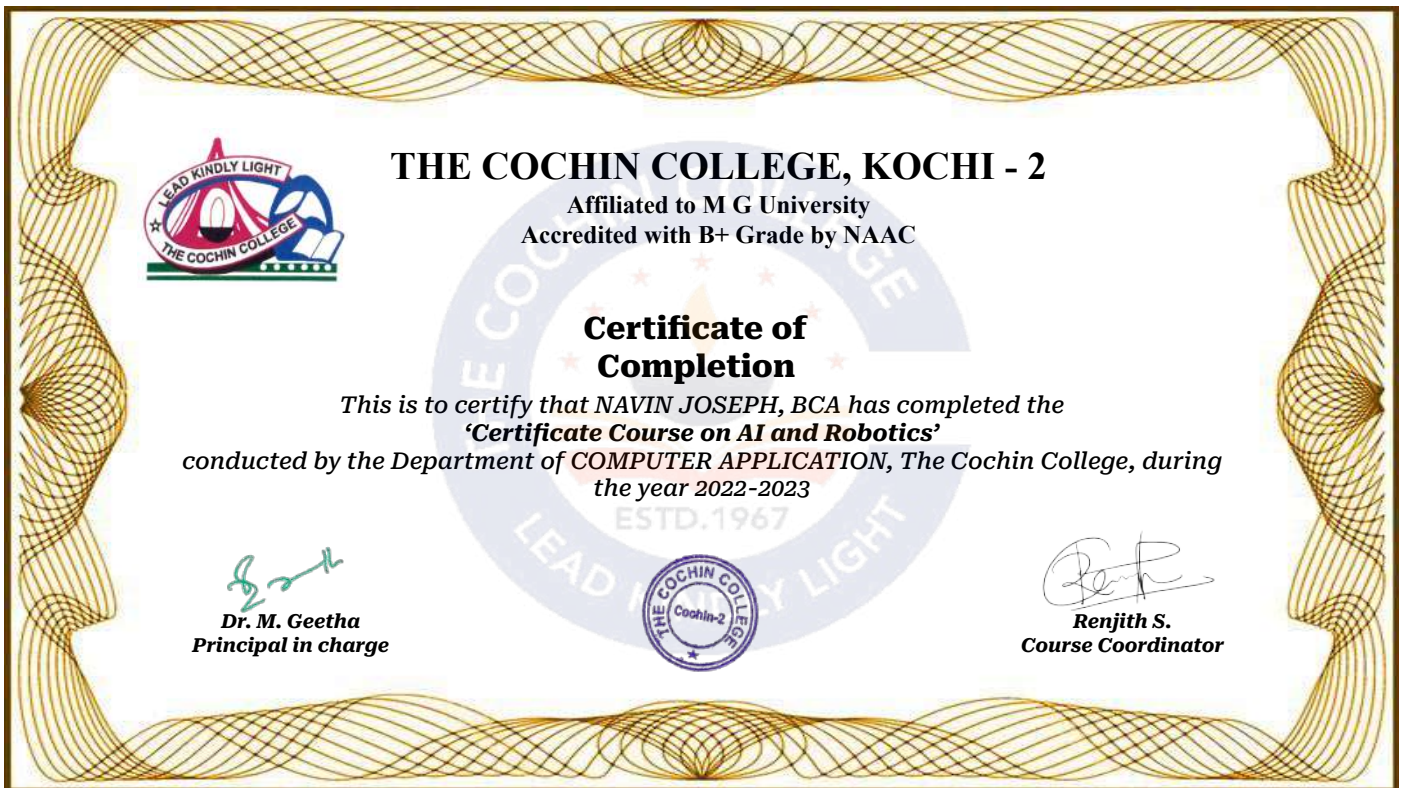 LEAD KINDLY LIGHT
THE COCHIN COLLEGE
THE COCHIN COLLEGE, KOCHI - 2
Affiliated to M G University
Accredited with B+ Grade by NAAC
THE COCHIN COLLEGE
Certificate of
Completion
This is to certify that NAVIN JOSEPH, BCA has completed the
‘Certificate Course on AI and Robotics’
conducted by the Department of COMPUTER APPLICATION, The Cochin College, during
the year 2022-2023
ESTD.1967
LEAD KINDLY LIGHT
THE COCHIN COLLEGE
Cochin-2
Dr. M. Geetha
Principal in charge
Renjith S.
Course Coordinator